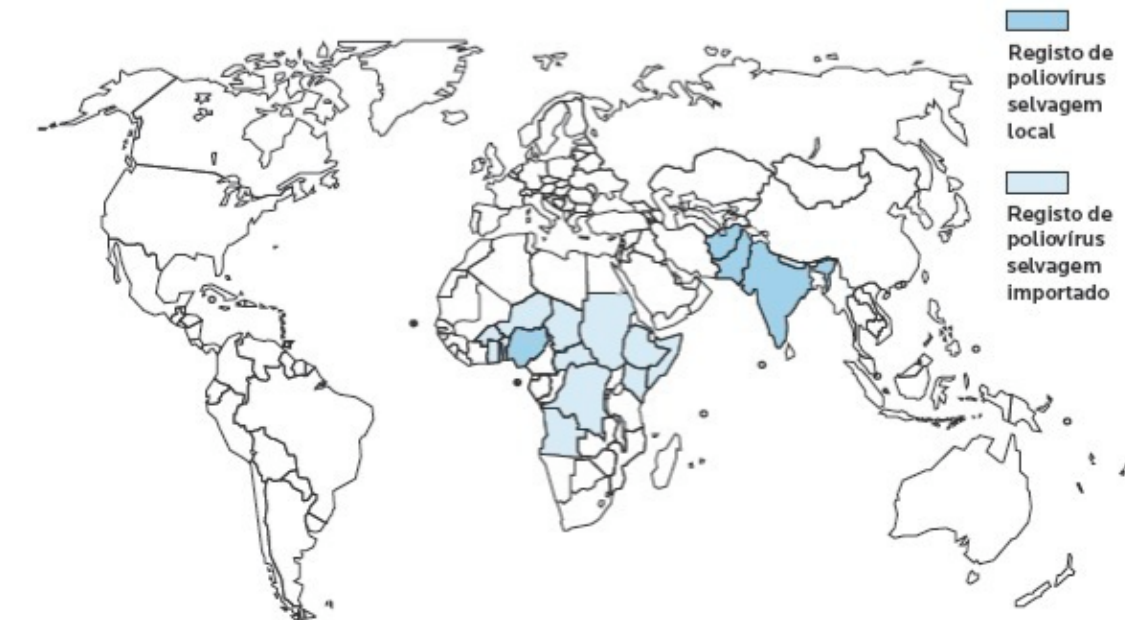 Registo de
poliovírus
selvagem
local
Registo de
poliovírus
selvagem
importado